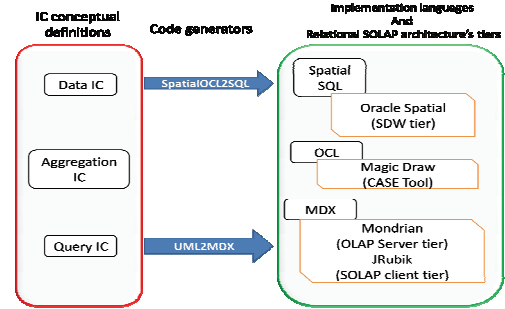 IC conceptual
definitions
Code generators
Implementation languages
And
Relational SOLAP architecture's tiers
Data IC
SpatialOCL2SQL
Spatial
SQL
Oracle Spatial
(SDW tier)
Aggregation
IC
OCL
Magic Draw
(CASE Tool)
MDX
Query IC
UML2MDX
Mondrian
(OLAP Server tier)
JRubik
(SOLAP client tier)